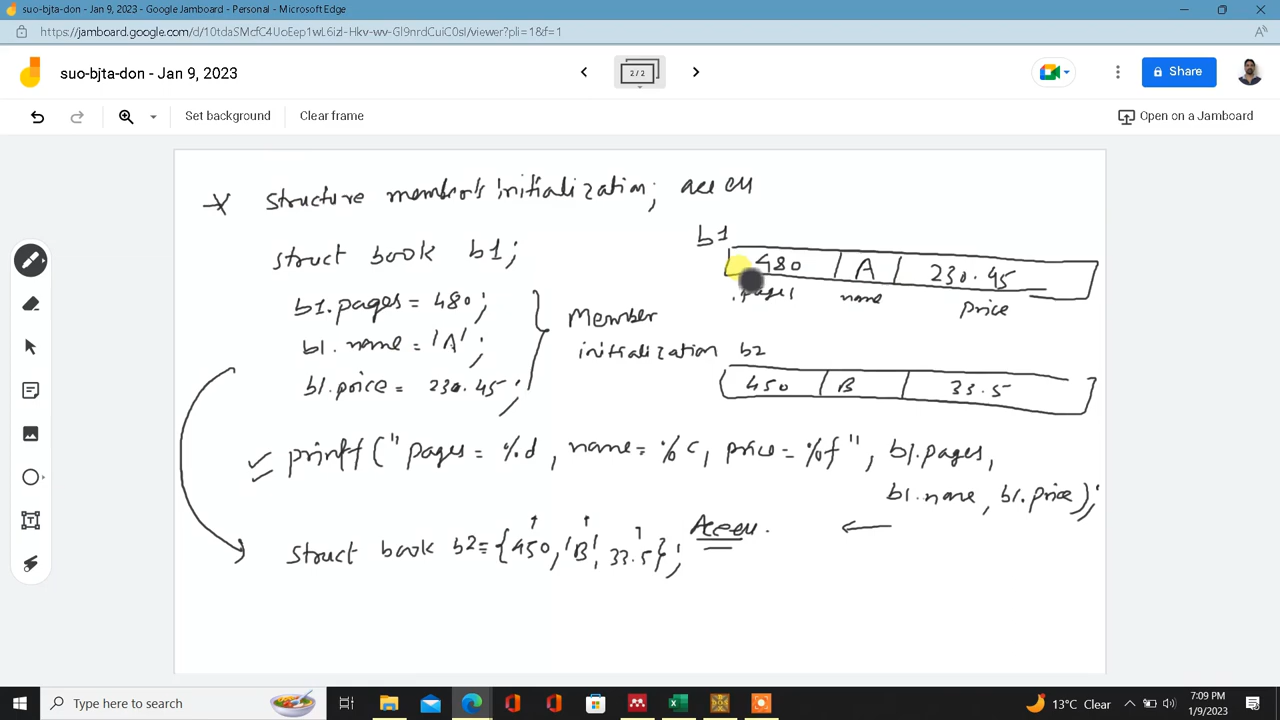 suo-bjta-don - Jan 9, 2023 - Google Jamboard - Personal - Microsoft Edge
https://jamboard.google.com/d/10tdaSMcfC4UoEep1wL6izl-Hkv-wv-Gl9nrdCuiC0sI/viewer?pli=1&f=1
suo-bjta-don - Jan 9, 2023
2/2
Share
Set background
Clear frame
Open on a Jamboard
structure members initialization;
struct book b1;
b1.pages = 480;
b1.name = 'A';
b1.price = 230.45;
Member
initialization
b1
480 A 230.45
.pages name price
b2
450 B 33.5
printf("pages = %d, name = %c, price = %f", b1.pages,
b1.name, b1.price);
struct book b2 = {450, 'B', 33.5};
Type here to search
13°C Clear
7:09 PM
1/9/2023